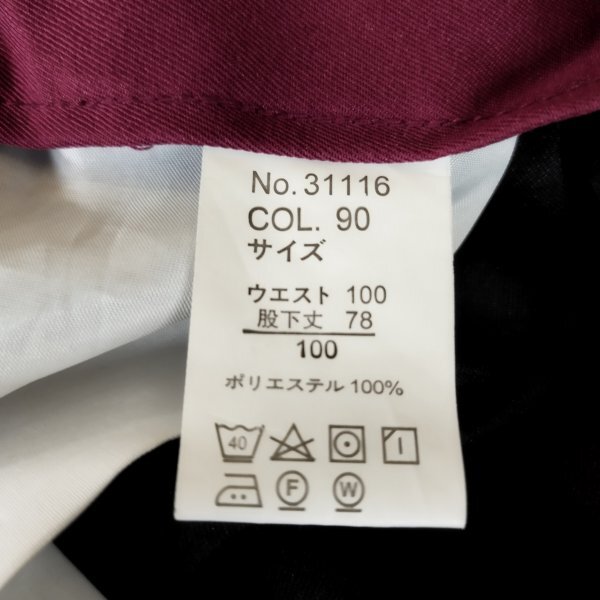 No. 31116
COL. 90
サイズ
ウエスト 100
股下丈 78
100
ポリエステル 100%
40
F W